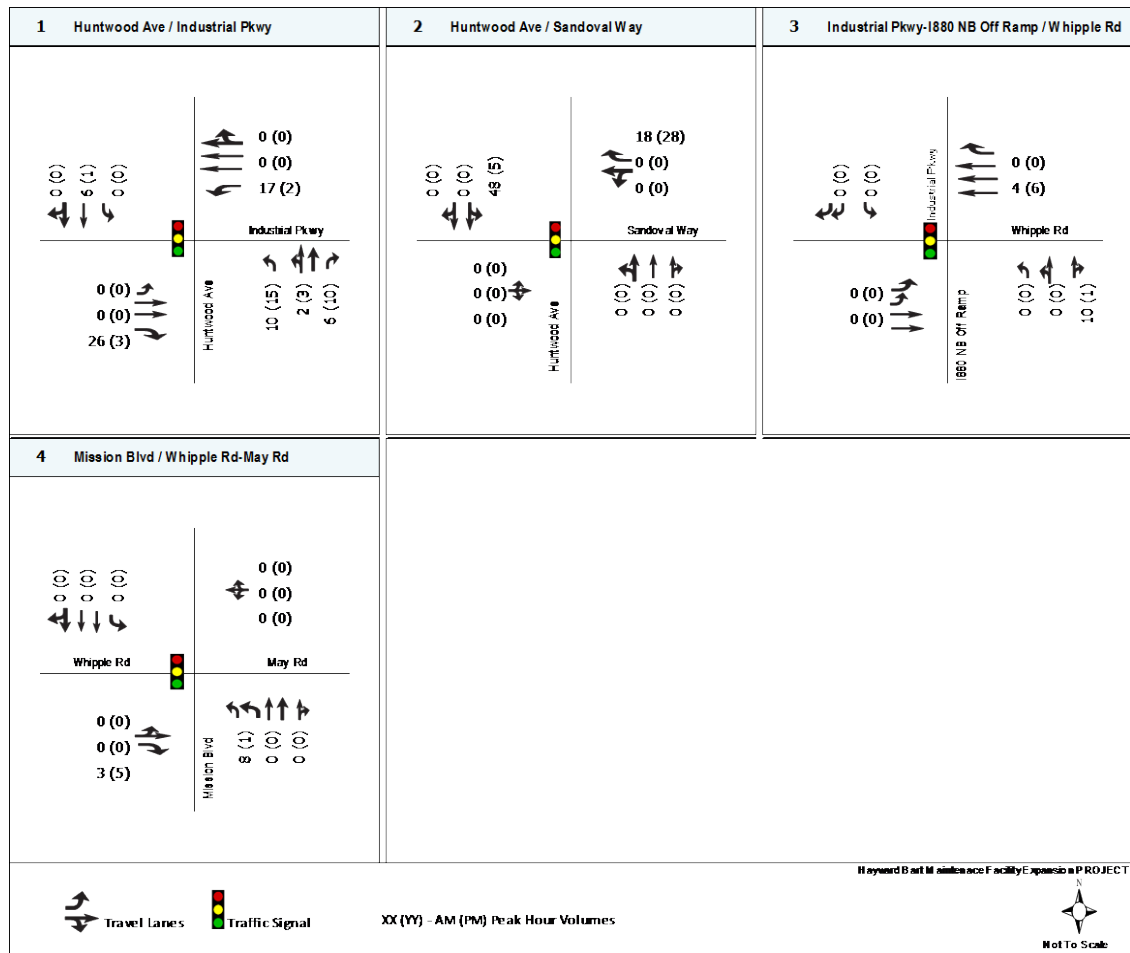 1 Huntwood Ave / Industrial Pkwy
0 (0)
6 (1)
0 (0)
0 (0)
0 (0)
17 (2)
Industrial Pkwy
0 (0)
0 (0)
26 (3)
Huntwood Ave
10 (15)
2 (3)
6 (10)
2 Huntwood Ave / Sandoval Way
0 (0)
0 (0)
48 (5)
18 (28)
0 (0)
0 (0)
Sandoval Way
0 (0)
0 (0)
0 (0)
Huntwood Ave
0 (0)
0 (0)
0 (0)
3 Industrial Pkwy-I880 NB Off Ramp / Whipple Rd
0 (0)
0 (0)
Industrial Pkwy
0 (0)
4 (6)
Whipple Rd
0 (0)
0 (0)
I880 NB Off Ramp
0 (0)
0 (0)
10 (1)
4 Mission Blvd / Whipple Rd-May Rd
0 (0)
0 (0)
0 (0)
0 (0)
0 (0)
0 (0)
Whipple Rd
May Rd
0 (0)
0 (0)
3 (5)
Mission Blvd
8 (1)
0 (0)
0 (0)
Hayward Bart Maintenace Facility Expansion PROJECT
Travel Lanes
Traffic Signal
XX (YY) - AM (PM) Peak Hour Volumes
N
Not To Scale